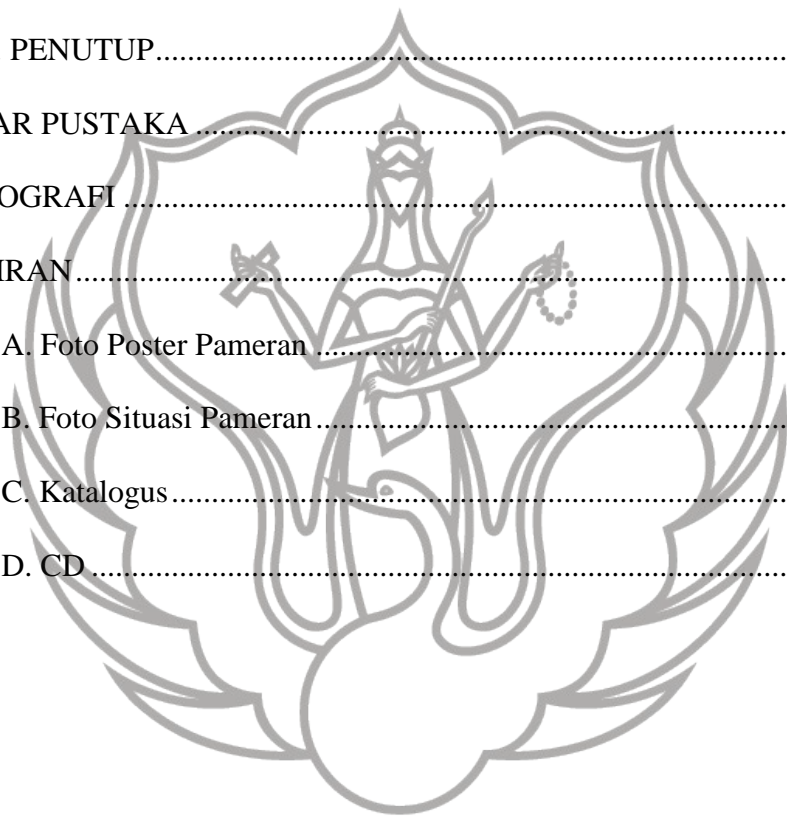 PENUTUP................................................................................
AR PUSTAKA ...........................................................................
OGRAFI ....................................................................................
IRAN..........................................................................................
A. Foto Poster Pameran ............................................................
B. Foto Situasi Pameran............................................................
C. Katalogus..............................................................................
D. CD ........................................................................................